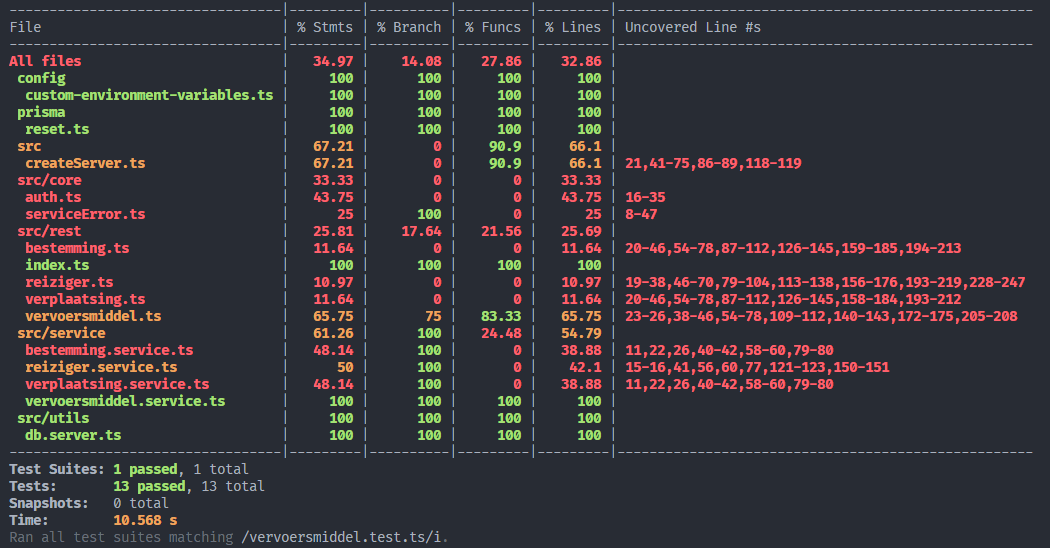 -------------------------------|---------|----------|---------|---------|------------------------------------------------
File                           | % Stmts | % Branch | % Funcs | % Lines | Uncovered Line #s
-------------------------------|---------|----------|---------|---------|------------------------------------------------
All files                      |   34.97 |    14.08 |   27.86 |   32.86 |
 config                        |     100 |      100 |     100 |     100 |
  custom-environment-variables.ts |     100 |      100 |     100 |     100 |
 prisma                        |     100 |      100 |     100 |     100 |
  reset.ts                     |     100 |      100 |     100 |     100 |
 src                           |   67.21 |        0 |    90.9 |    66.1 |
  createServer.ts              |   67.21 |        0 |    90.9 |    66.1 | 21,41-75,86-89,118-119
 src/core                      |   33.33 |        0 |       0 |   33.33 |
  auth.ts                      |   43.75 |        0 |       0 |   43.75 | 16-35
  serviceError.ts              |      25 |      100 |       0 |      25 | 8-47
 src/rest                      |   25.81 |    17.64 |   21.56 |   25.69 |
  bestemming.ts                |   11.64 |        0 |       0 |   11.64 | 20-46,54-78,87-112,126-145,159-185,194-213
  index.ts                     |     100 |      100 |     100 |     100 |
  reiziger.ts                  |   10.97 |        0 |       0 |   10.97 | 19-38,46-70,79-104,113-138,156-176,193-219,228-247
  verplaatsing.ts              |   11.64 |        0 |       0 |   11.64 | 20-46,54-78,87-112,126-145,158-184,193-212
  vervoersmiddel.ts            |   65.75 |       75 |   83.33 |   65.75 | 23-26,38-46,54-78,109-112,140-143,172-175,205-208
 src/service                   |   61.26 |      100 |   24.48 |   54.79 |
  bestemming.service.ts        |   48.14 |      100 |       0 |   38.88 | 11,22,26,40-42,58-60,79-80
  reiziger.service.ts          |      50 |      100 |       0 |    42.1 | 15-16,41,56,60,77,121-123,150-151
  verplaatsing.service.ts      |   48.14 |      100 |       0 |   38.88 | 11,22,26,40-42,58-60,79-80
  vervoersmiddel.service.ts    |     100 |      100 |     100 |     100 |
 src/utils                     |     100 |      100 |     100 |     100 |
  db.server.ts                 |     100 |      100 |     100 |     100 |
-------------------------------|---------|----------|---------|---------|------------------------------------------------
Test Suites: 1 passed, 1 total
Tests:       13 passed, 13 total
Snapshots:   0 total
Time:        10.568 s
Ran all test suites matching /vervoersmiddel.test.ts/i.